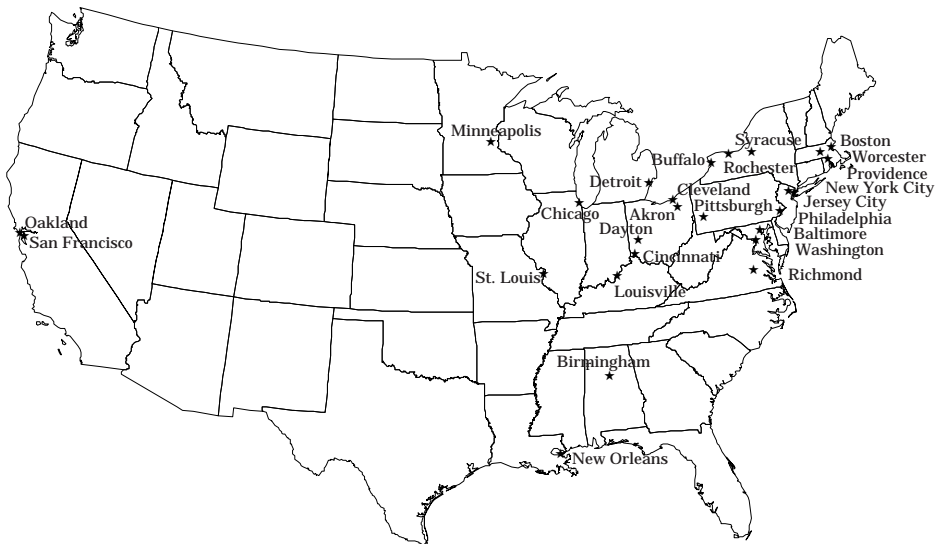 Minneapolis
Syracuse
Boston
Buffalo
Rochester
Worcester
Providence
Detroit
Cleveland
New York City
Chicago
Akron
Pittsburgh
Jersey City
Oakland
Dayton
Philadelphia
San Francisco
Baltimore
Cincinnati
Washington
St. Louis
Louisville
Richmond
Birmingham
New Orleans